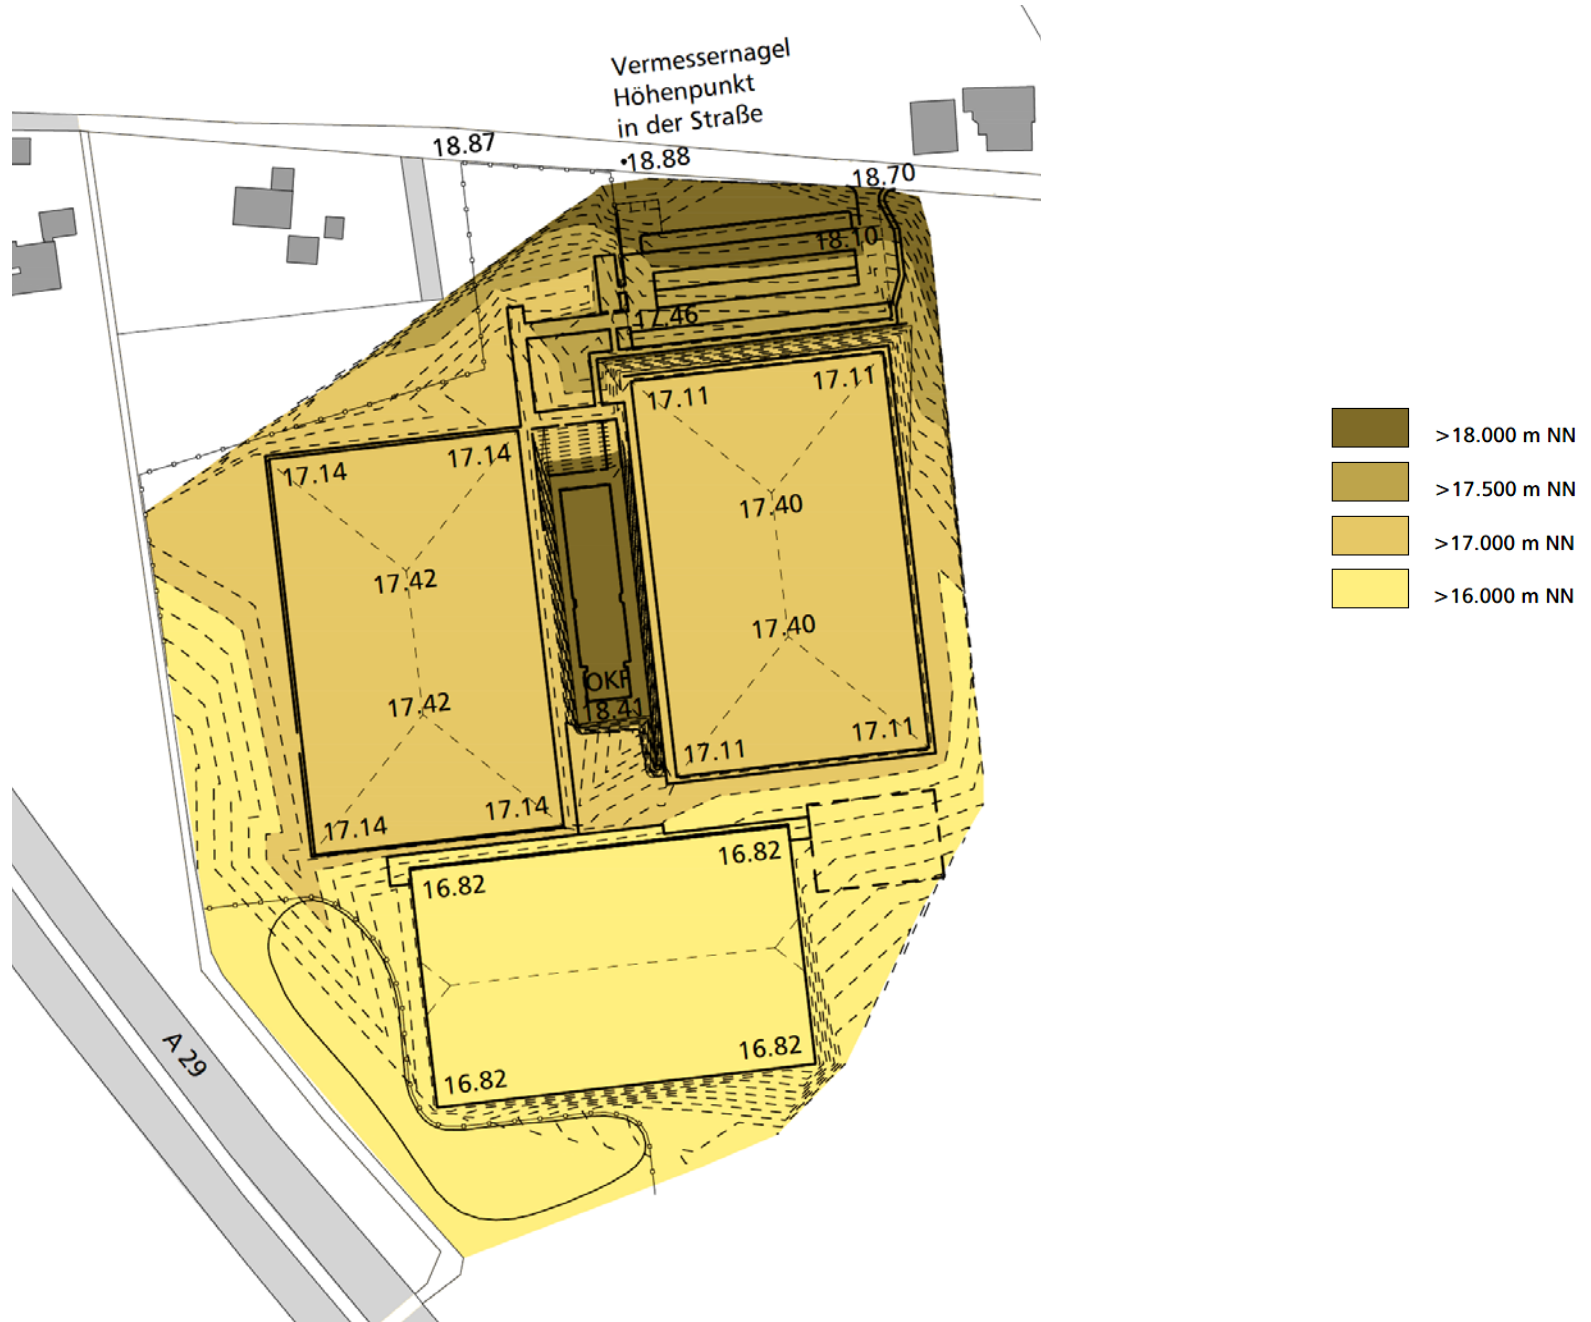 Vermessernagel
Höhenpunkt
in der Straße
18.87
•18.88
18.70
18.10
17.46
17.11
17.11
17.14
17.14
17.40
17.42
17.40
17.42
OKF
18.41
17.11
17.11
17.14
17.14
16.82
16.82
16.82
16.82
A 29
>18.000 m NN
>17.500 m NN
>17.000 m NN
>16.000 m NN